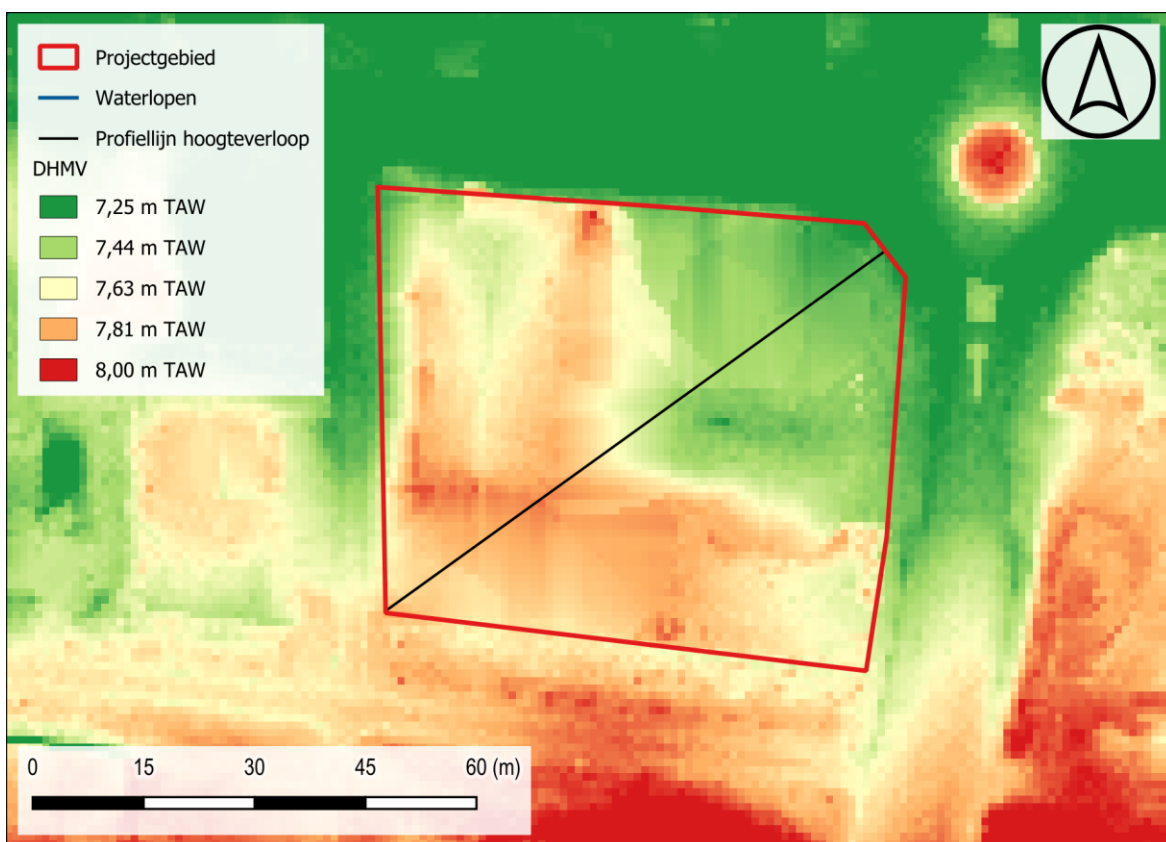 Projectgebied
Waterlopen
Profiellijn hoogteverloop
DHMV
7,25 m TAW
7,44 m TAW
7,63 m TAW
7,81 m TAW
8,00 m TAW
0 15 30 45 60 (m)